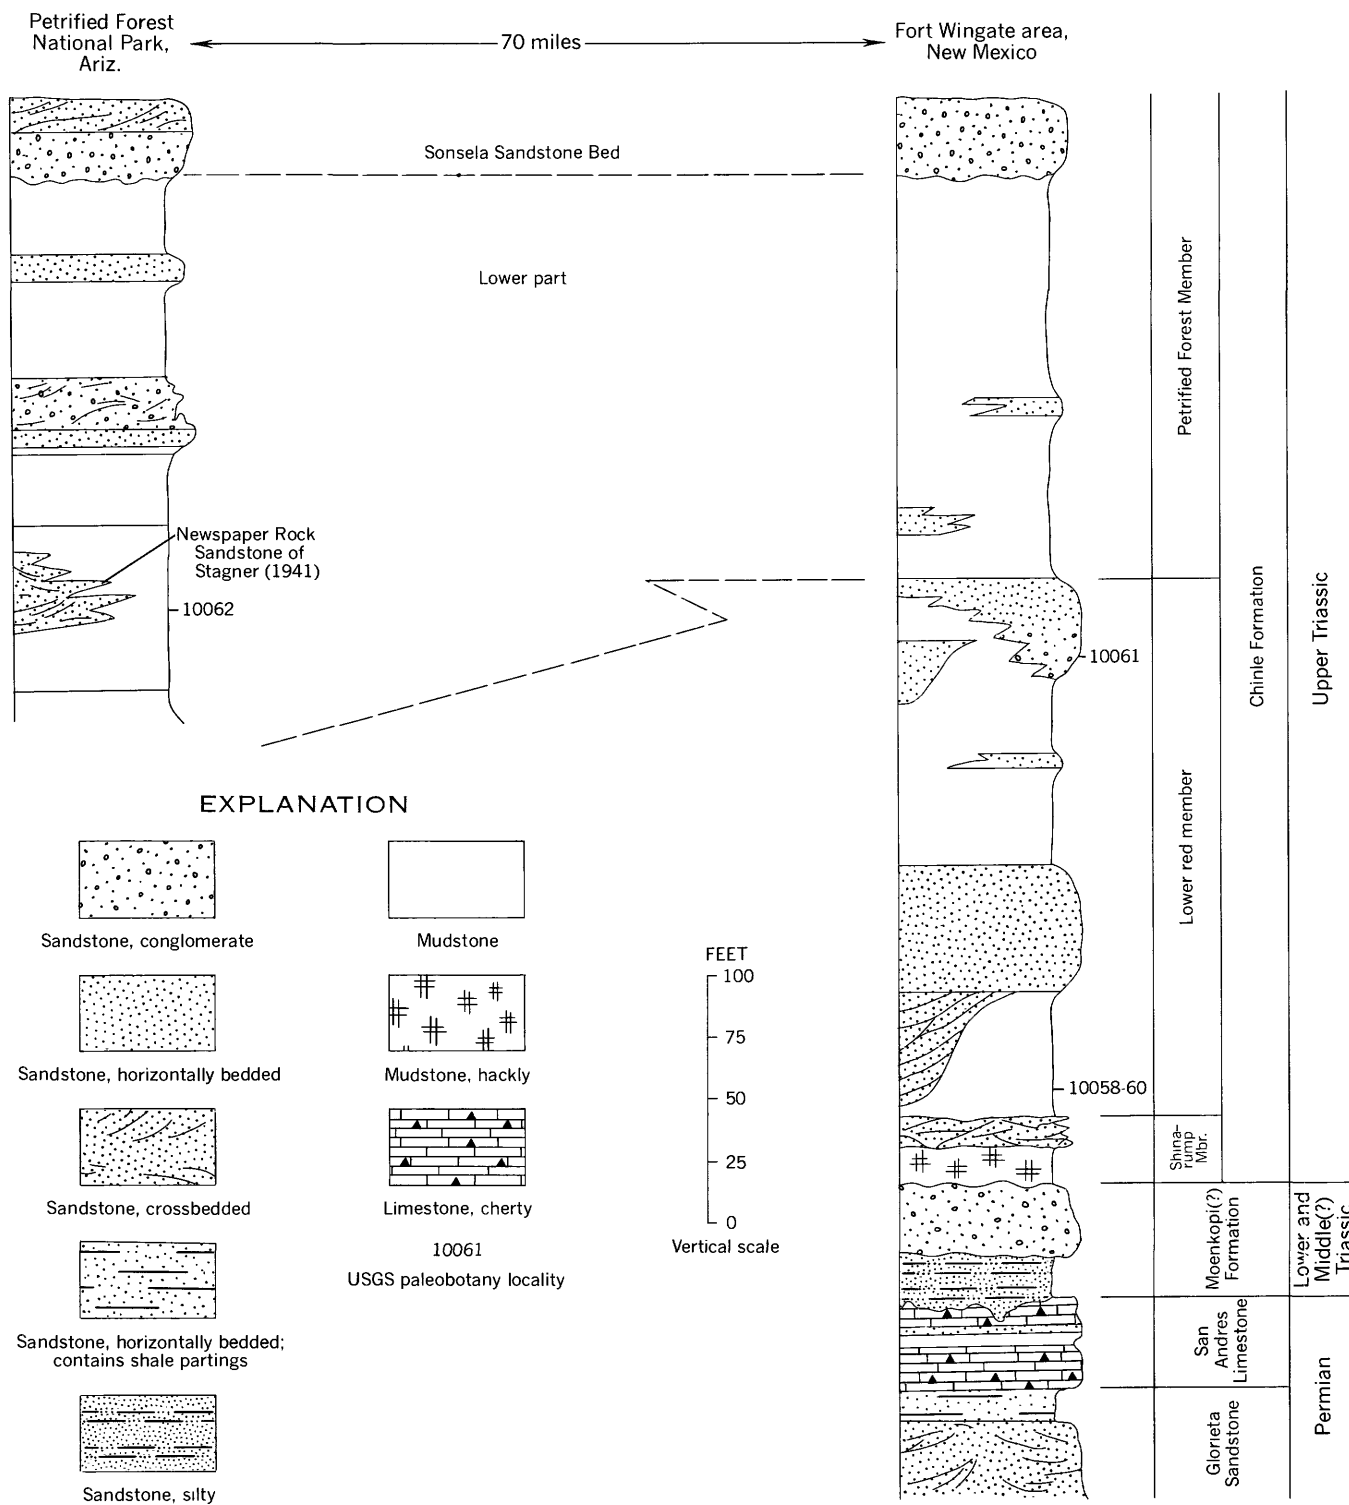 Petrified Forest
National Park,
Ariz.
70 miles
Fort Wingate area,
New Mexico
Sonsela Sandstone Bed
Lower part
Newspaper Rock
Sandstone of
Stagner (1941)
10062
10061
10058-60
Petrified Forest Member
Lower red member
Shina-
rump
Mbr.
Chinle Formation
Upper Triassic
Moenkopi(?)
Formation
Lower and
Middle(?)
Triassic
San
Andres
Limestone
Glorieta
Sandstone
Permian
EXPLANATION
Sandstone, conglomerate
Mudstone
Sandstone, horizontally bedded
Mudstone, hackly
Sandstone, crossbedded
Limestone, cherty
Sandstone, horizontally bedded;
contains shale partings
10061
USGS paleobotany locality
Sandstone, silty
FEET
100
75
50
25
0
Vertical scale